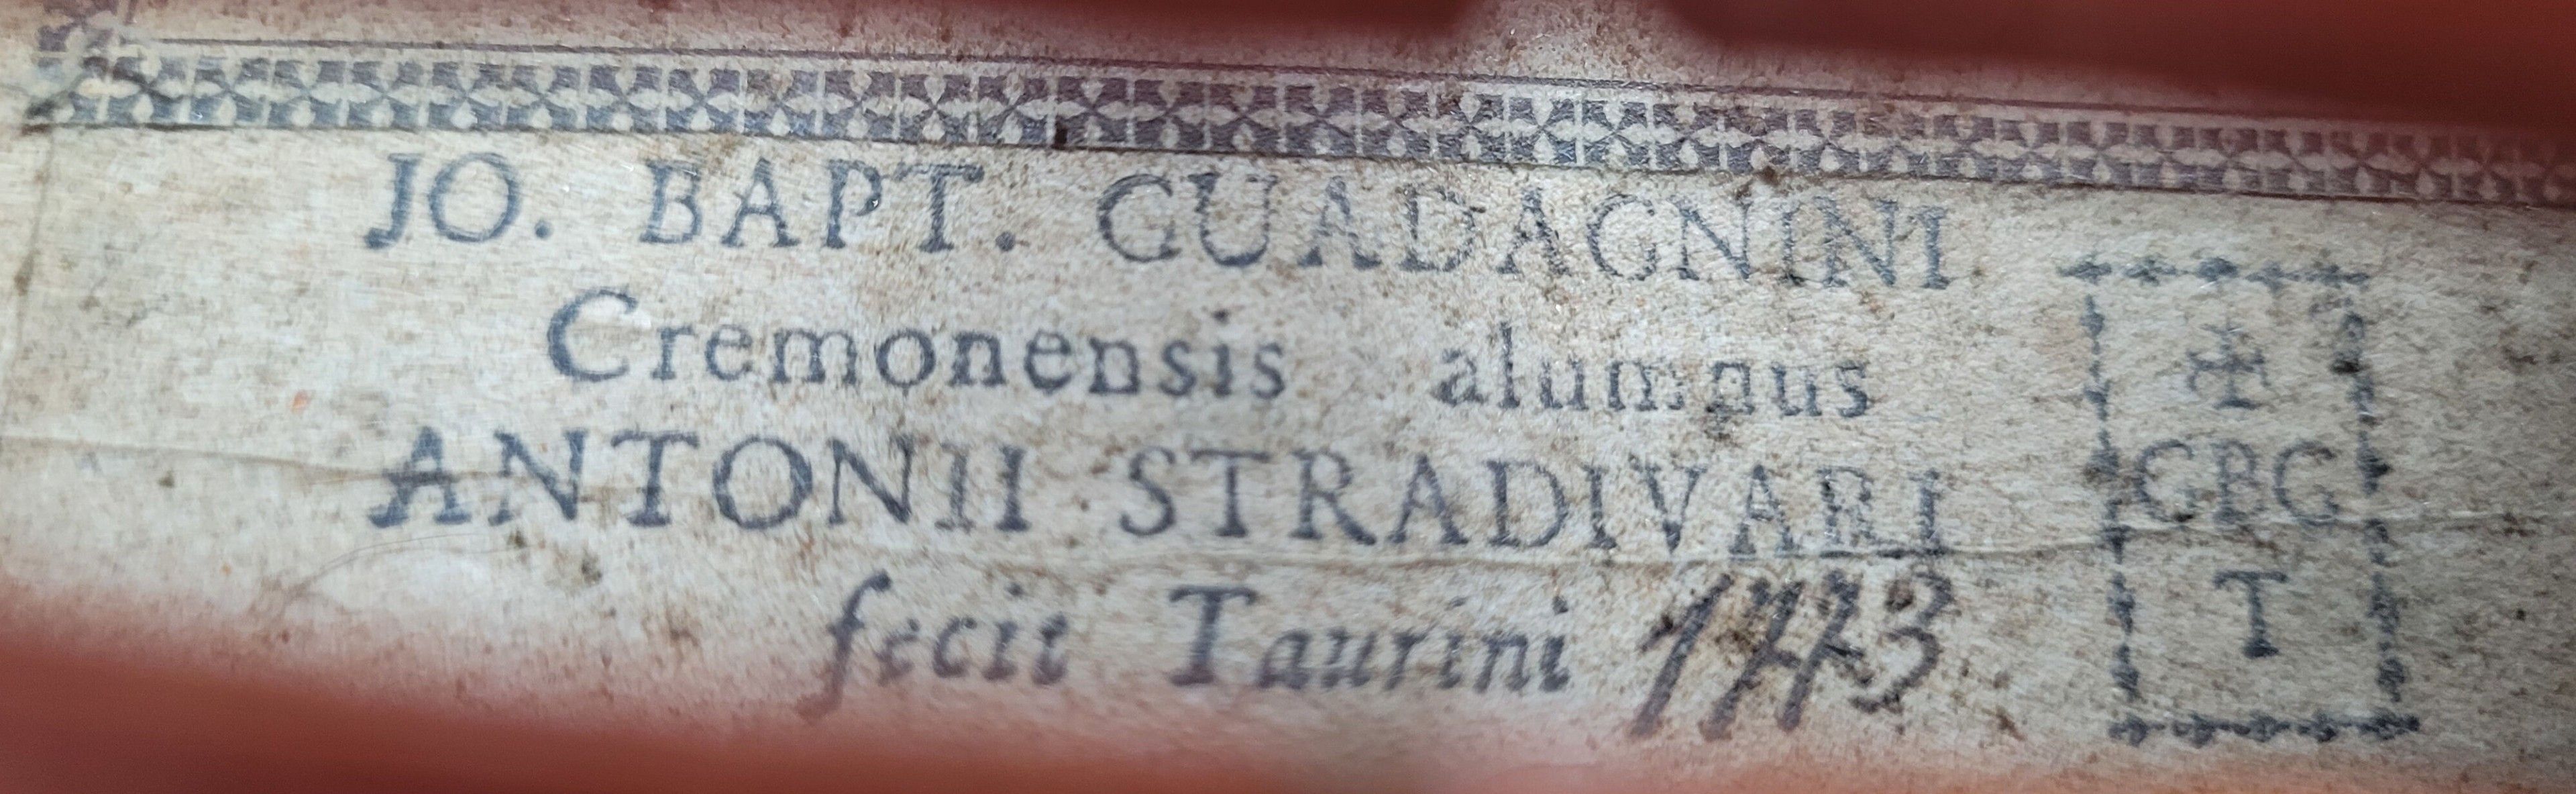 JO. BAPT. GUADAGNINI
Cremonensis alumnus
ANTONII STRADIVARI
fecit Taurini 1773
GBG
T